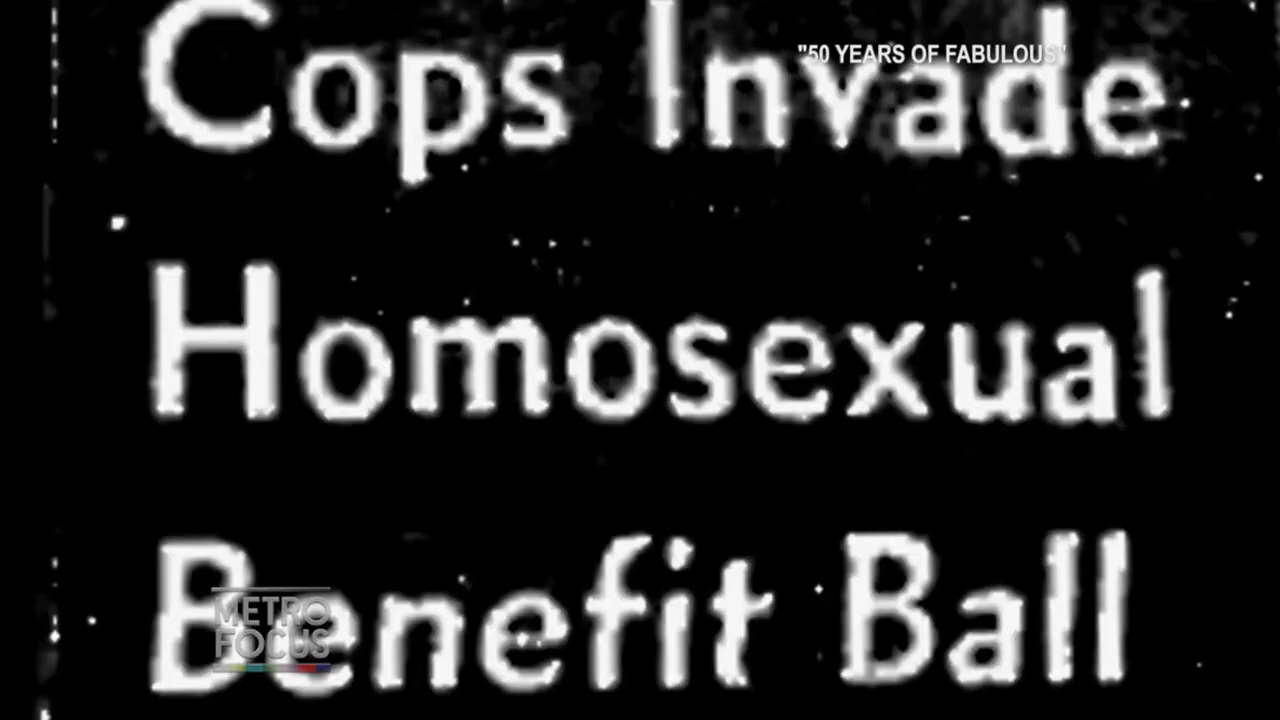 "50 YEARS OF FABULOUS"
Cops Invade
Homosexual
Benefit Ball
METRO
FOCUS